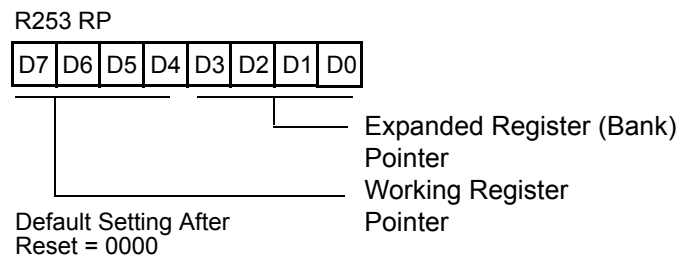 R253 RP
D7 D6 D5 D4 D3 D2 D1 D0
Expanded Register (Bank)
Pointer
Working Register
Pointer
Default Setting After
Reset = 0000